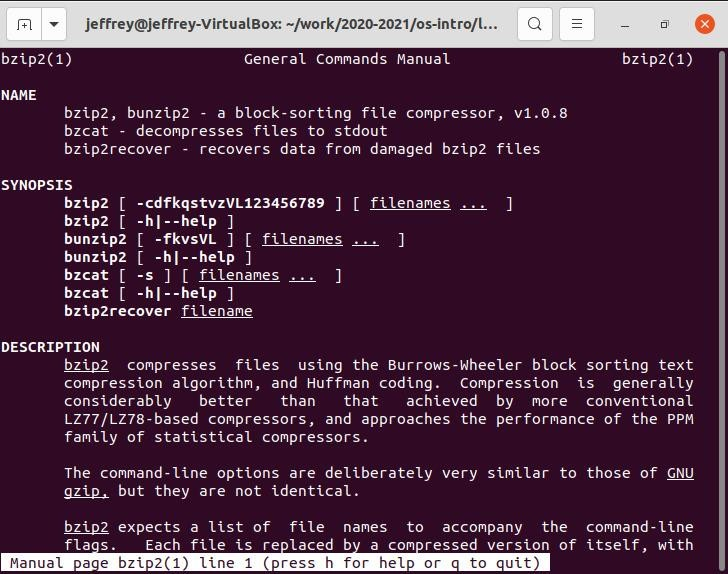 jeffrey@jeffrey-VirtualBox: ~/work/2020-2021/os-intro/l...
bzip2(1) General Commands Manual bzip2(1)
NAME
bzip2, bunzip2 - a block-sorting file compressor, v1.0.8
bzcat - decompresses files to stdout
bzip2recover - recovers data from damaged bzip2 files
SYNOPSIS
bzip2 [ -cdfkqstvzVL123456789 ] [ filenames ... ]
bzip2 [ -h|--help ]
bunzip2 [ -fkvsVL ] [ filenames ... ]
bunzip2 [ -h|--help ]
bzcat [ -s ] [ filenames ... ]
bzcat [ -h|--help ]
bzip2recover filename
DESCRIPTION
bzip2 compresses files using the Burrows-Wheeler block sorting text
compression algorithm, and Huffman coding. Compression is generally
considerably better than that achieved by more conventional
LZ77/LZ78-based compressors, and approaches the performance of the PPM
family of statistical compressors.
The command-line options are deliberately very similar to those of GNU
gzip, but they are not identical.
bzip2 expects a list of file names to accompany the command-line
flags. Each file is replaced by a compressed version of itself, with
Manual page bzip2(1) line 1 (press h for help or q to quit)